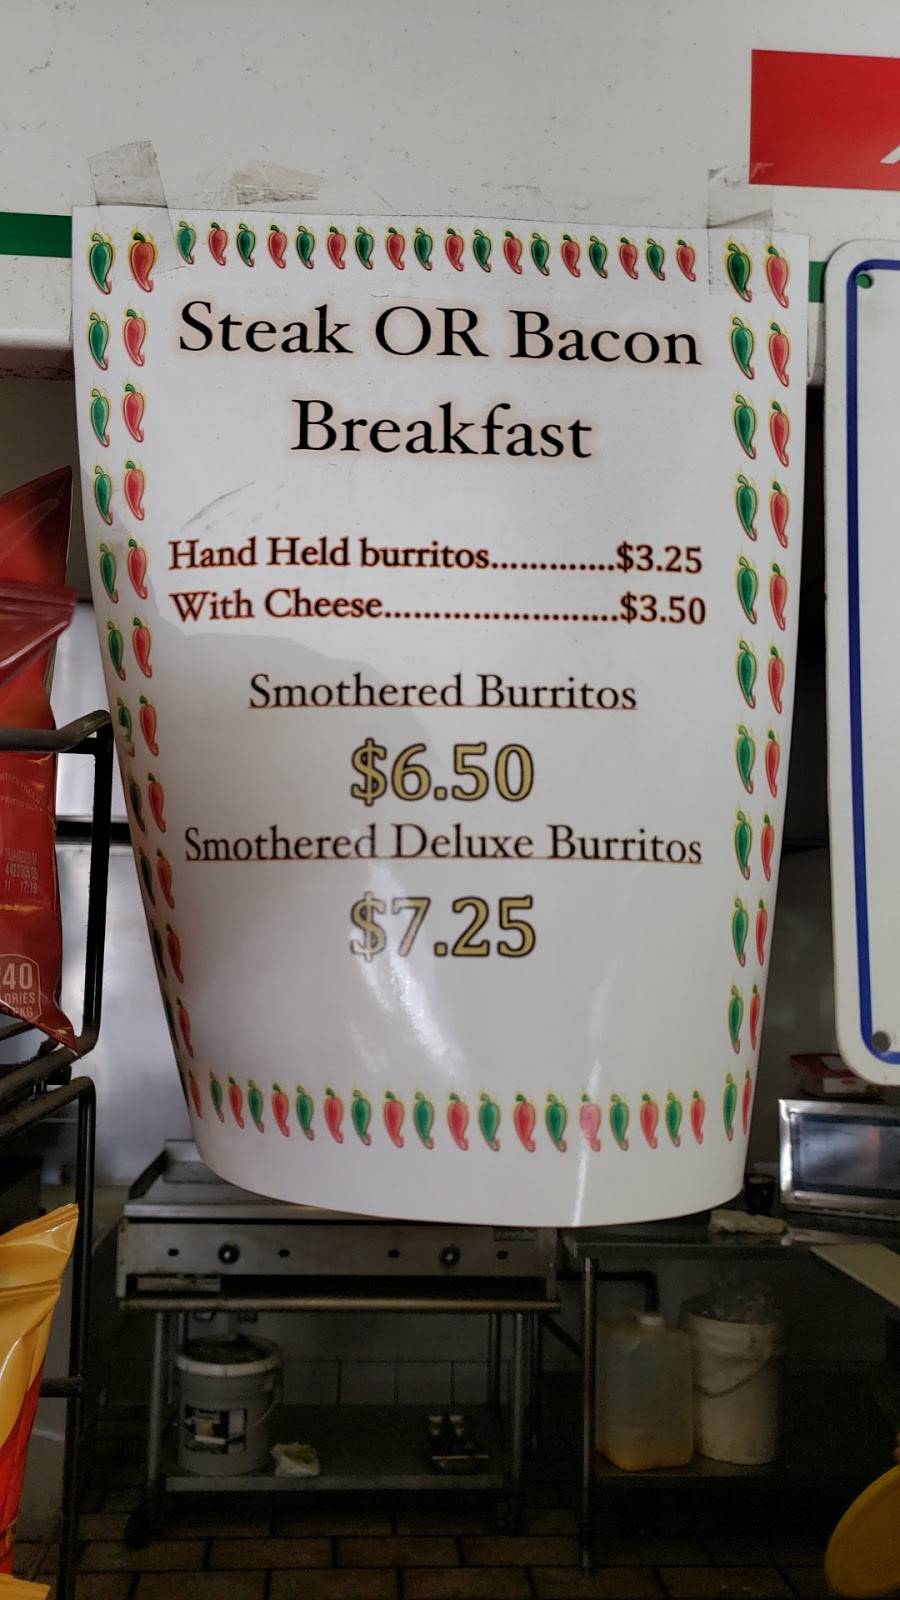 Steak OR Bacon
Breakfast
Hand Held burritos.............$3.25
With Cheese........................$3.50
Smothered Burritos
$6.50
Smothered Deluxe Burritos
$7.25
40